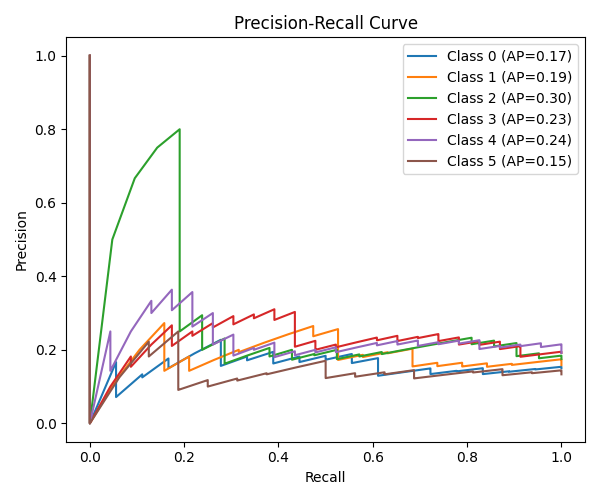 Precision-Recall Curve
Class 0 (AP=0.17)
Class 1 (AP=0.19)
Class 2 (AP=0.30)
Class 3 (AP=0.23)
Class 4 (AP=0.24)
Class 5 (AP=0.15)
Precision
1.0
0.8
0.6
0.4
0.2
0.0
0.0 0.2 0.4 0.6 0.8 1.0
Recall